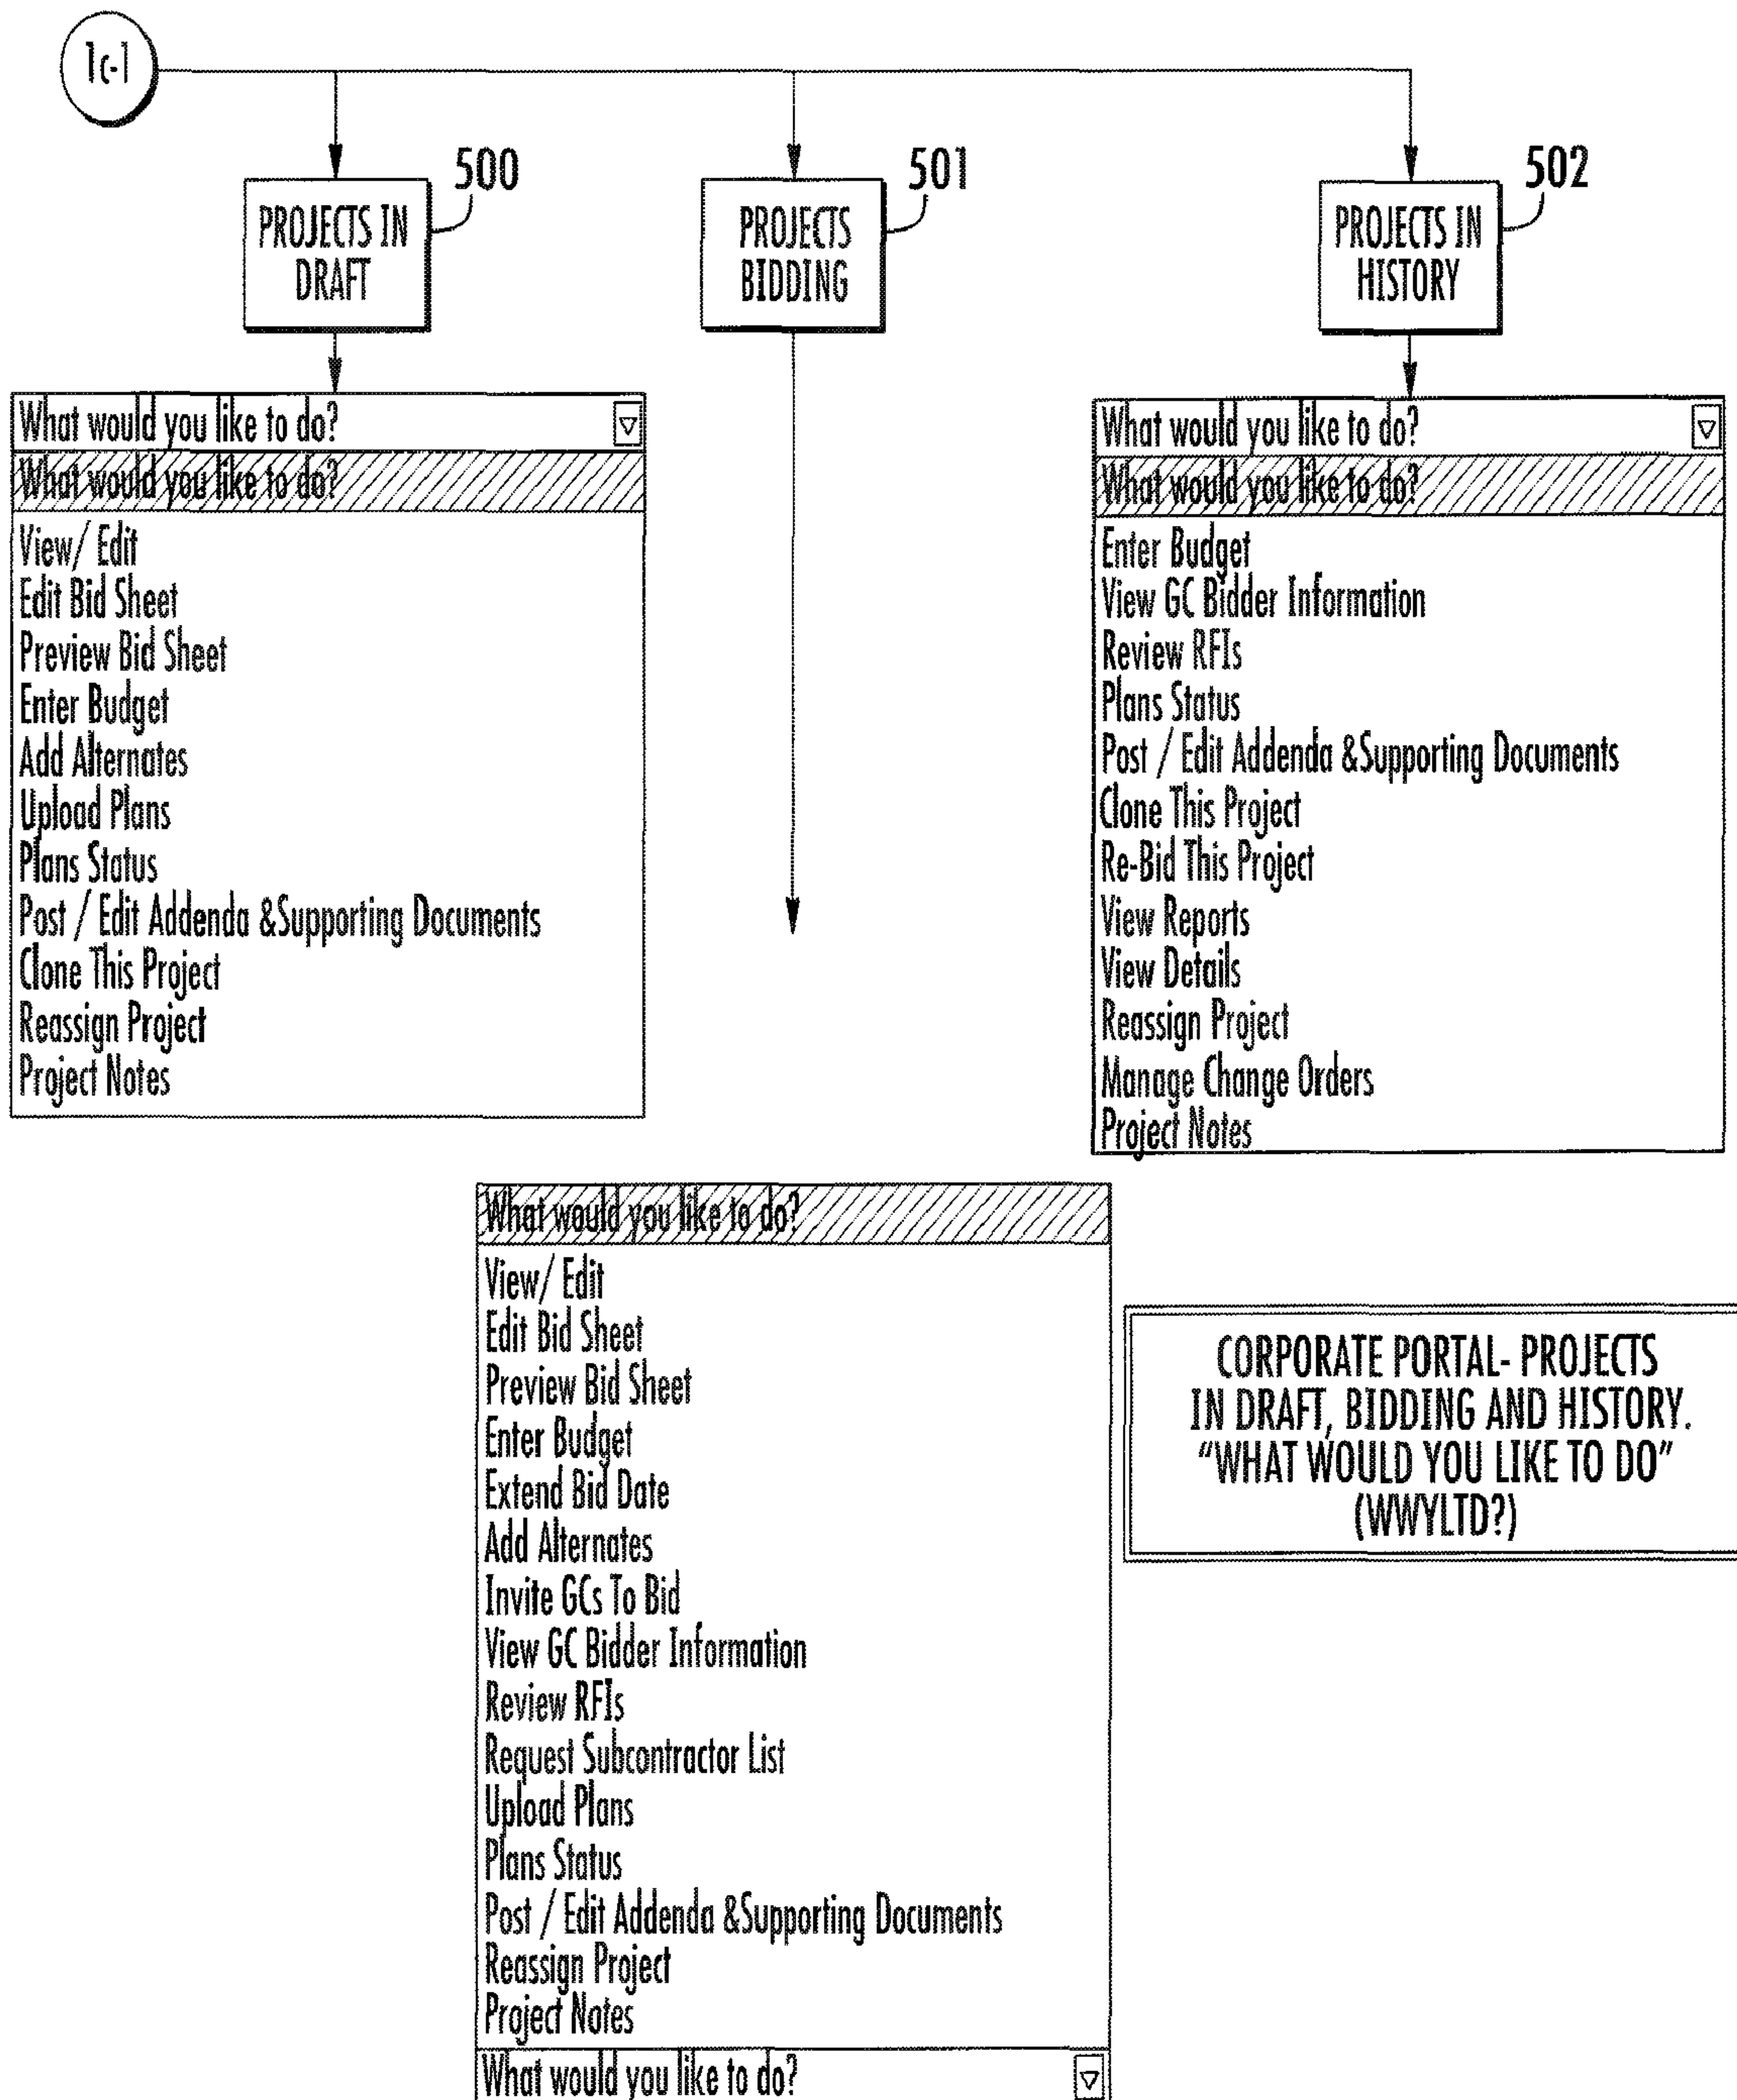 1c-1
500
PROJECTS IN
DRAFT
501
PROJECTS
BIDDING
502
PROJECTS IN
HISTORY
What would you like to do?
What would you like to do?
View/ Edit
Edit Bid Sheet
Preview Bid Sheet
Enter Budget
Add Alternates
Upload Plans
Plans Status
Post / Edit Addenda &Supporting Documents
Clone This Project
Reassign Project
Project Notes
What would you like to do?
What would you like to do?
Enter Budget
View GC Bidder Information
Review RFIs
Plans Status
Post / Edit Addenda &Supporting Documents
Clone This Project
Re-Bid This Project
View Reports
View Details
Reassign Project
Manage Change Orders
Project Notes
What would you like to do?
View/ Edit
Edit Bid Sheet
Preview Bid Sheet
Enter Budget
Extend Bid Date
Add Alternates
Invite GCs To Bid
View GC Bidder Information
Review RFIs
Request Subcontractor List
Upload Plans
Plans Status
Post / Edit Addenda &Supporting Documents
Reassign Project
Project Notes
What would you like to do?
CORPORATE PORTAL- PROJECTS
IN DRAFT, BIDDING AND HISTORY.
"WHAT WOULD YOU LIKE TO DO"
(WWYLTD?)